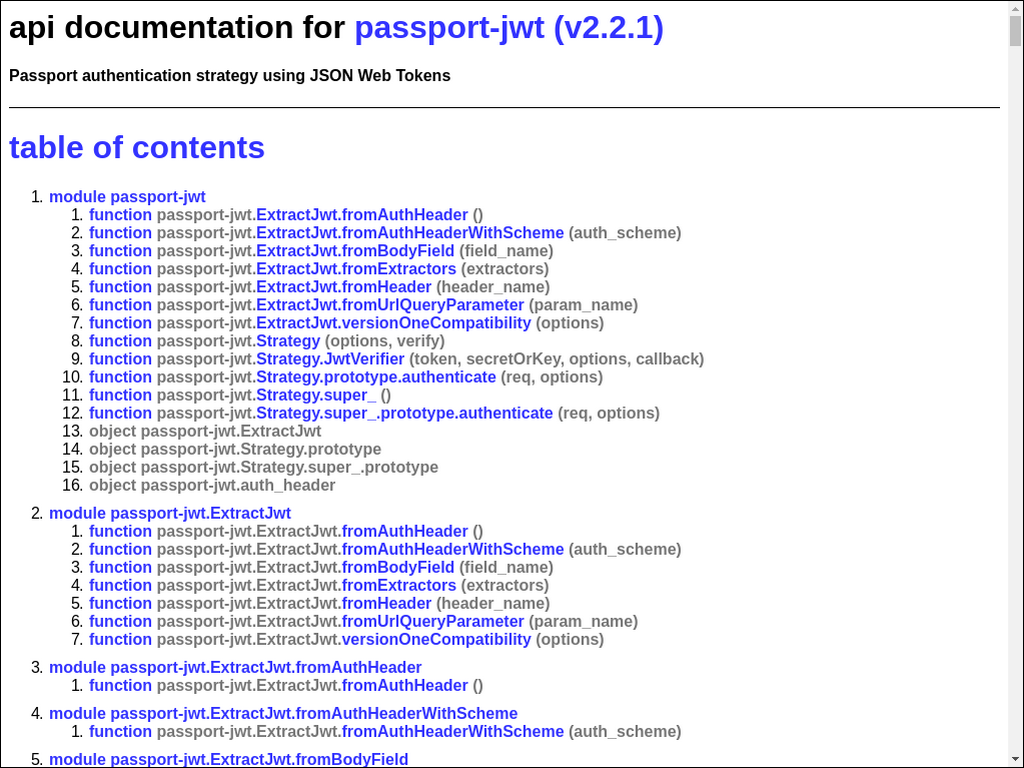 api documentation for passport-jwt (v2.2.1)
Passport authentication strategy using JSON Web Tokens
table of contents
1. module passport-jwt
1. function passport-jwt.ExtractJwt.fromAuthHeader ()
2. function passport-jwt.ExtractJwt.fromAuthHeaderWithScheme (auth_scheme)
3. function passport-jwt.ExtractJwt.fromBodyField (field_name)
4. function passport-jwt.ExtractJwt.fromExtractors (extractors)
5. function passport-jwt.ExtractJwt.fromHeader (header_name)
6. function passport-jwt.ExtractJwt.fromUrlQueryParameter (param_name)
7. function passport-jwt.ExtractJwt.versionOneCompatibility (options)
8. function passport-jwt.Strategy (options, verify)
9. function passport-jwt.Strategy.JwtVerifier (token, secretOrKey, options, callback)
10. function passport-jwt.Strategy.prototype.authenticate (req, options)
11. function passport-jwt.Strategy.super_ ()
12. function passport-jwt.Strategy.super_.prototype.authenticate (req, options)
13. object passport-jwt.ExtractJwt
14. object passport-jwt.Strategy.prototype
15. object passport-jwt.Strategy.super_.prototype
16. object passport-jwt.auth_header
2. module passport-jwt.ExtractJwt
1. function passport-jwt.ExtractJwt.fromAuthHeader ()
2. function passport-jwt.ExtractJwt.fromAuthHeaderWithScheme (auth_scheme)
3. function passport-jwt.ExtractJwt.fromBodyField (field_name)
4. function passport-jwt.ExtractJwt.fromExtractors (extractors)
5. function passport-jwt.ExtractJwt.fromHeader (header_name)
6. function passport-jwt.ExtractJwt.fromUrlQueryParameter (param_name)
7. function passport-jwt.ExtractJwt.versionOneCompatibility (options)
3. module passport-jwt.ExtractJwt.fromAuthHeader
1. function passport-jwt.ExtractJwt.fromAuthHeader ()
4. module passport-jwt.ExtractJwt.fromAuthHeaderWithScheme
1. function passport-jwt.ExtractJwt.fromAuthHeaderWithScheme (auth_scheme)
5. module passport-jwt.ExtractJwt.fromBodyField